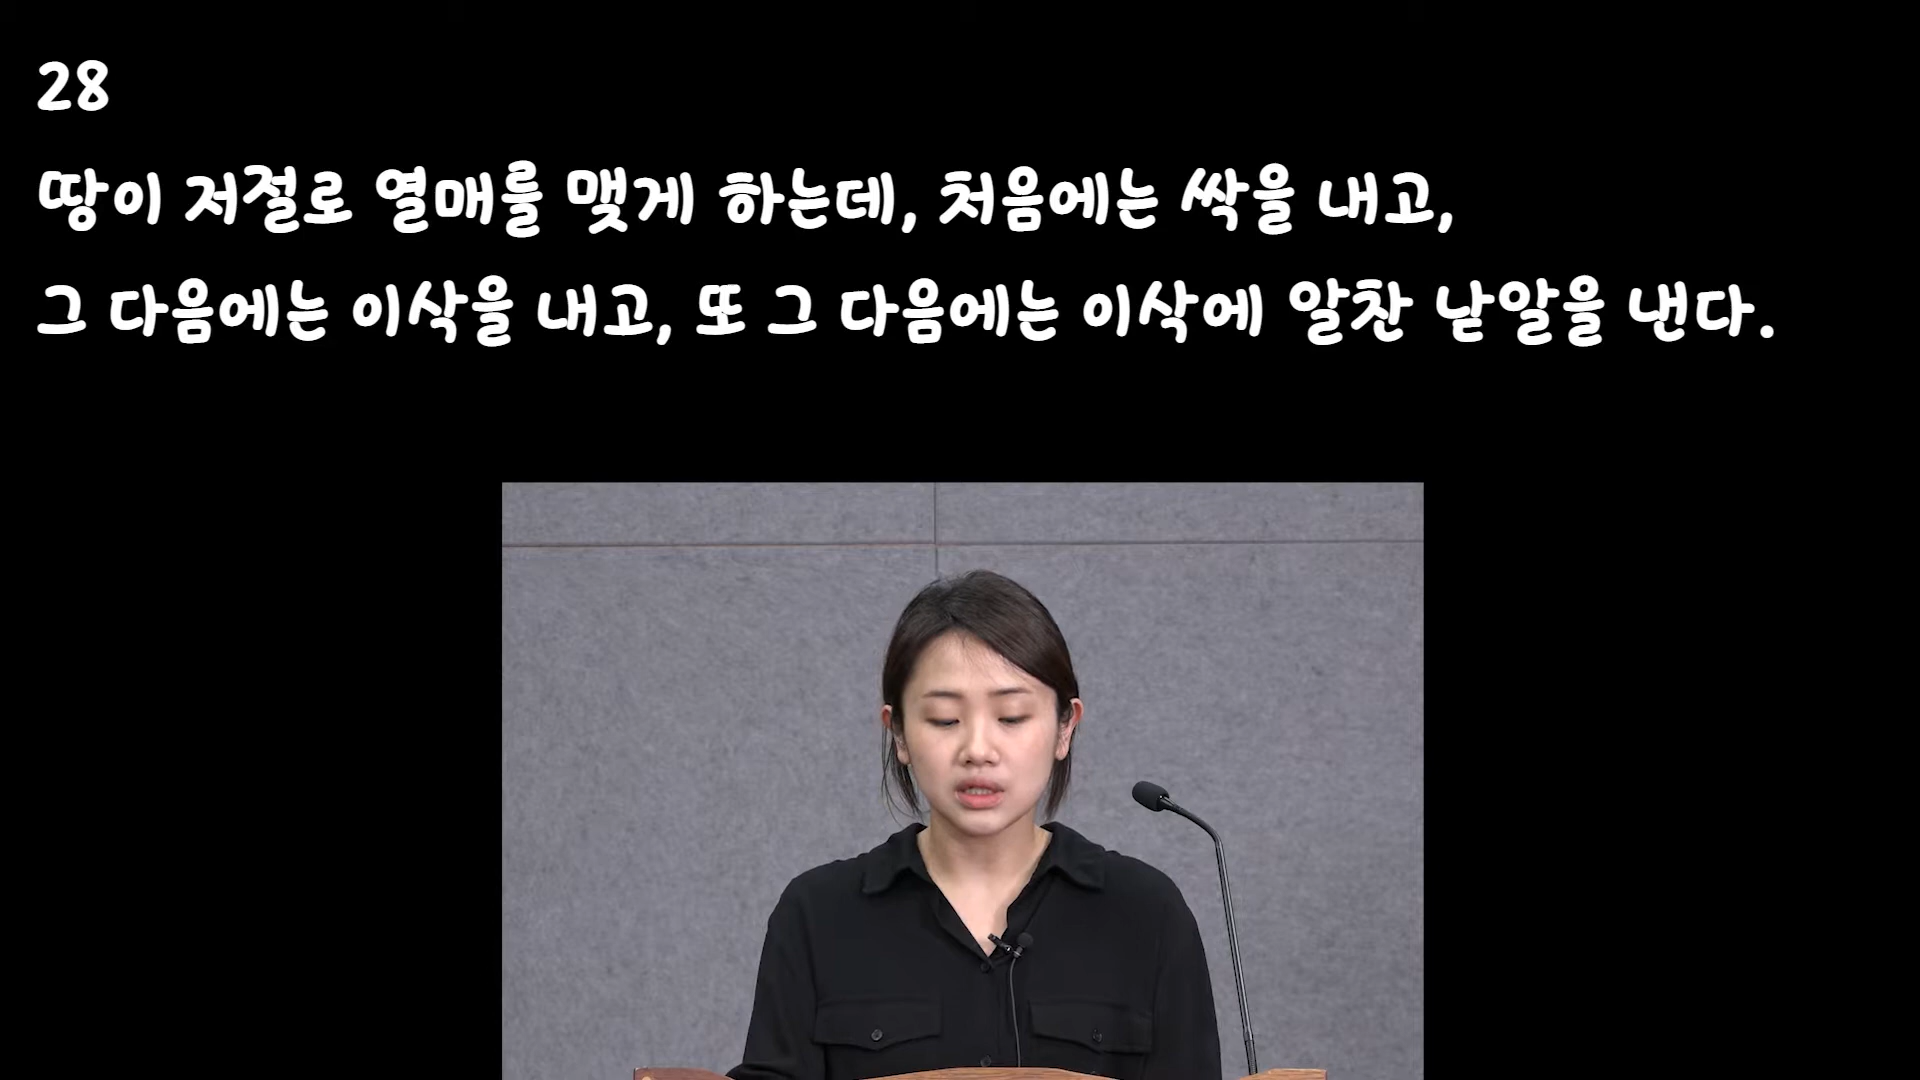 28
땅이 저절로 열매를 맺게 하는데, 처음에는 싹을 내고,
그 다음에는 이삭을 내고, 또 그 다음에는 이삭에 알찬 낟알을 낸다.